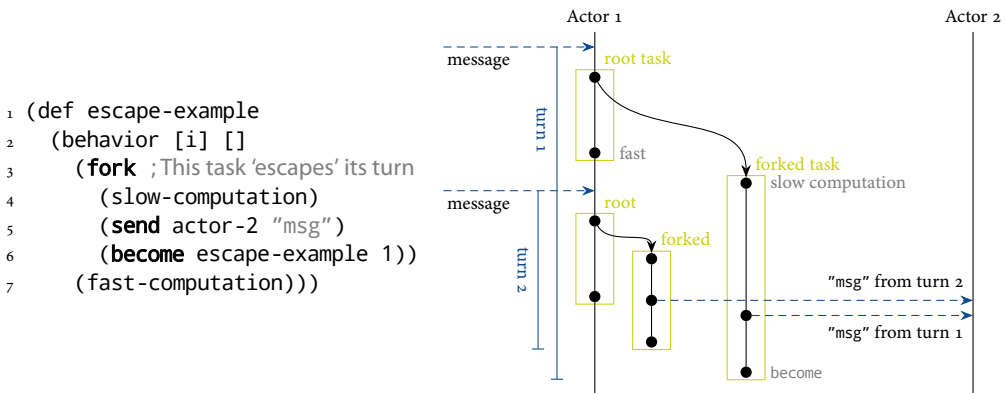 1 (def escape-example
2 (behavior [i] []
3 (fork ; This task ‘escapes’ its turn
4 (slow-computation)
5 (send actor-2 "msg")
6 (become escape-example 1))
7 (fast-computation)))
Actor 1
Actor 2
message
root task
turn 1
fast
forked task
slow computation
message
root
forked
turn 2
"msg" from turn 2
"msg" from turn 1
become